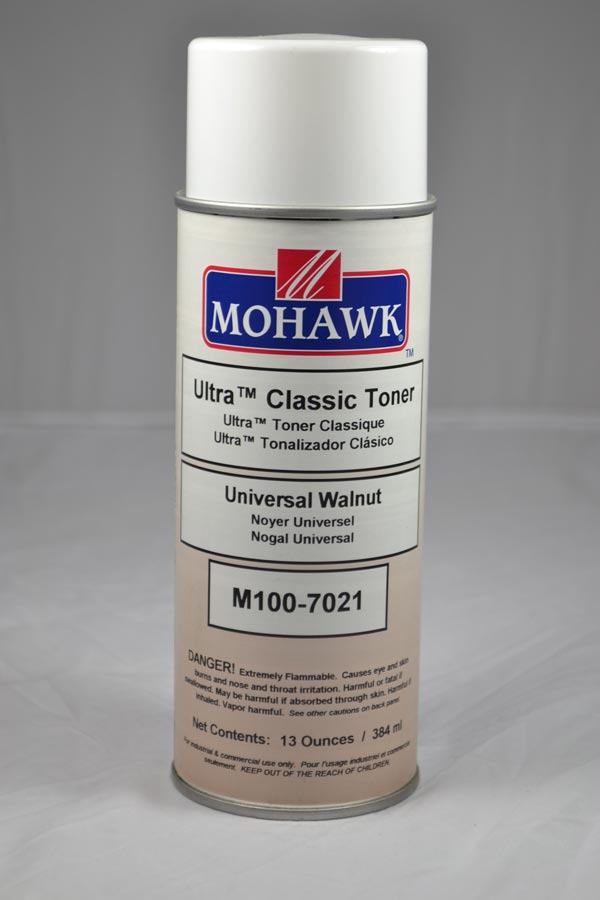 MOHAWK®
™
Ultra™ Classic Toner
Ultra™ Toner Classique
Ultra™ Tonalizador Clásico
Universal Walnut
Noyer Universel
Nogal Universal
M100-7021
DANGER! Extremely Flammable. Causes eye and skin
burns and nose and throat irritation. Harmful or fatal if
swallowed. May be harmful if absorbed through skin. Harmful if
inhaled. Vapor harmful. See other cautions on back panel.
Net Contents: 13 Ounces / 384 ml
For industrial & commercial use only. Pour l'usage industriel et commercial
seulement. KEEP OUT OF THE REACH OF CHILDREN.